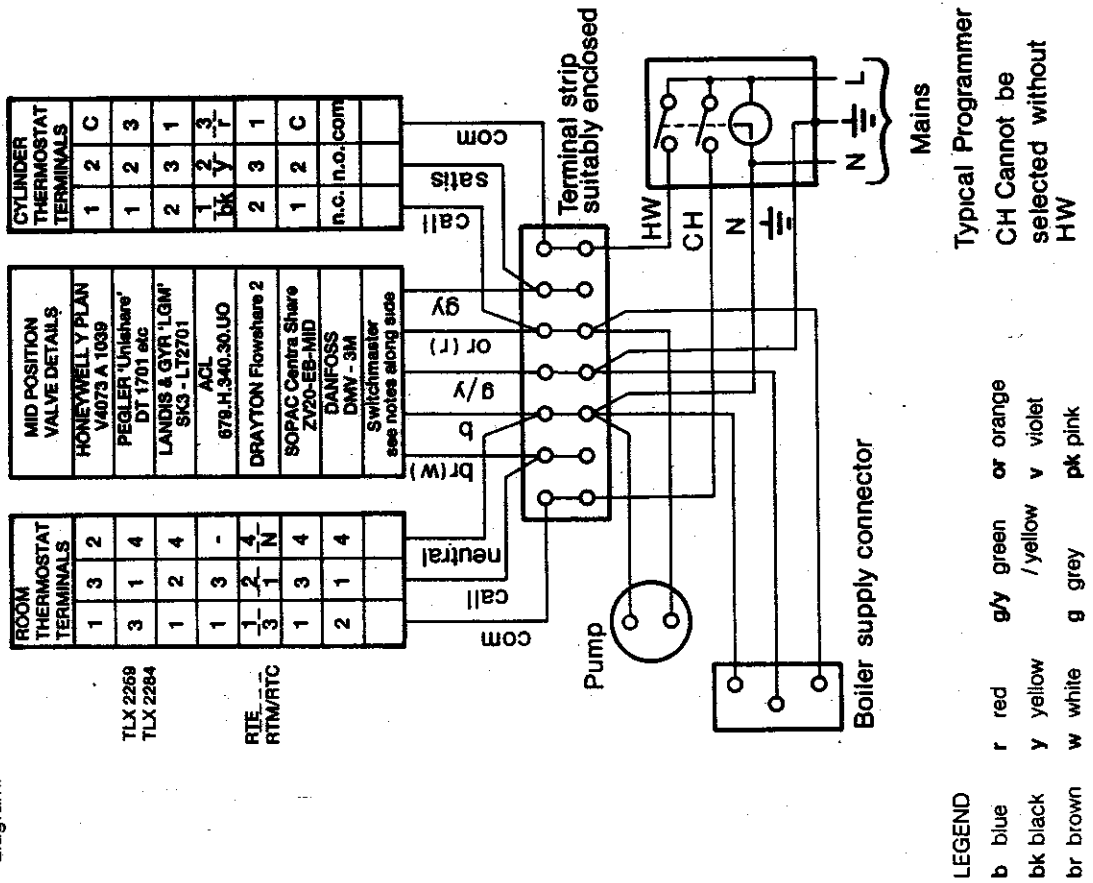 ROOM THERMOSTAT TERMINALS
MID POSITION VALVE DETAILS
CYLINDER THERMOSTAT TERMINALS
1 3 2
HONEYWELL Y PLAN
V4073 A 1039
1 2 C
TLX 2259
TLX 2284
3 1 4
PEGLER 'Unishare'
DT 1701 etc
1 2 3
1 2 4
LANDIS & GYR 'LGM'
SK3 - LT2701
2 3 1
1 3 -
ACL
679.H.340.30.UO
1 2 3
bk y r
RTE
RTM/RTC
1 2 4
3 1 N
DRAYTON Flowshare 2
2 3 1
1 3 4
SOPAC Centra Share
ZV20-EB-MID
1 2 C
2 1 4
DANFOSS
DMV - 3M
n.c. n.o. com
Switchmaster
see notes along side
com
call
neutral
br(w)
b
g/y
or (r)
gy
call
satis
com
Terminal strip
suitably enclosed
Pump
HW
CH
N
Boiler supply connector
N
L
Mains
LEGEND
b blue r red g/y green or orange
bk black y yellow / yellow v violet
br brown w white g grey pk pink
Typical Programmer
CH Cannot be
selected without
HW